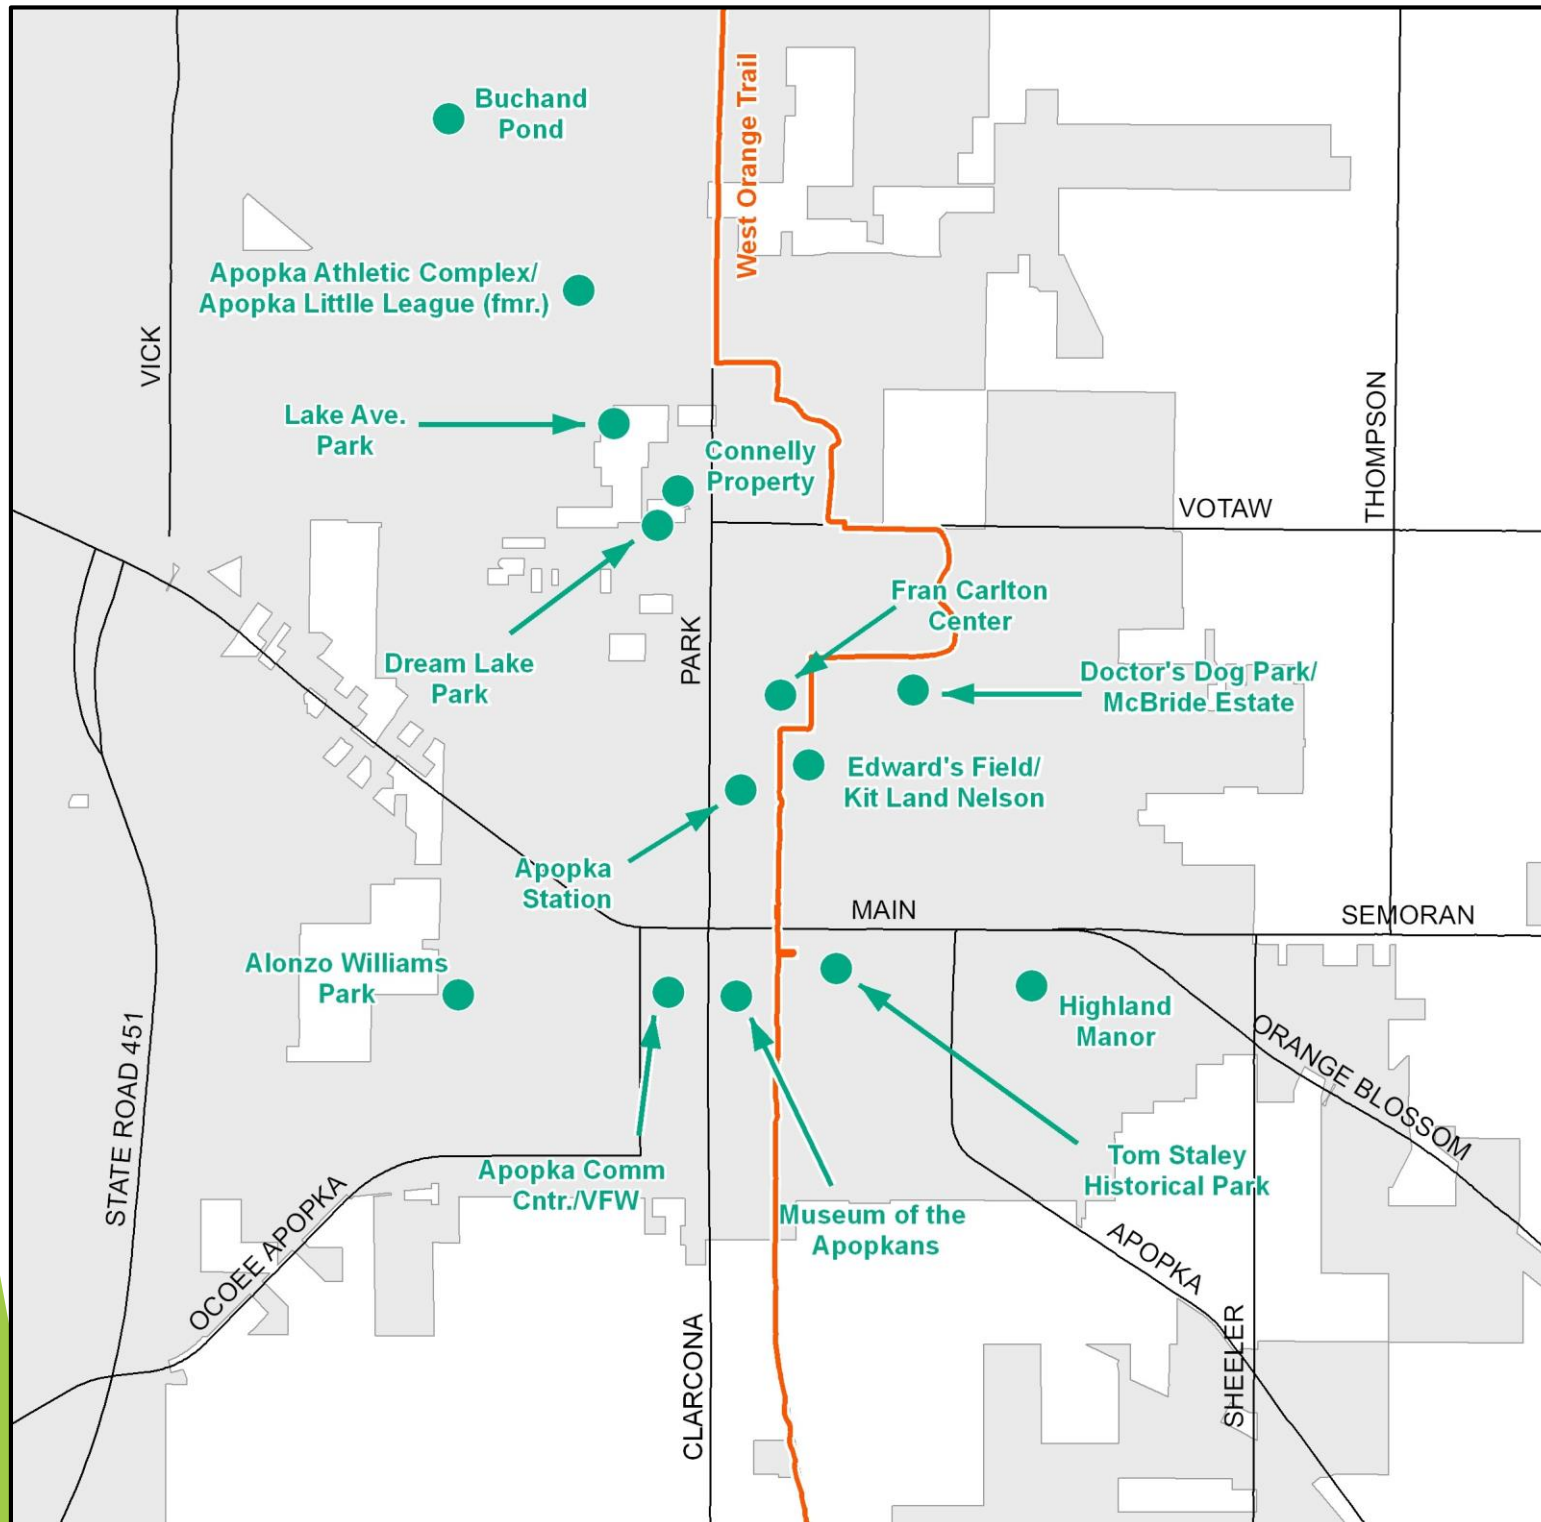 Buchand
Pond
West Orange Trail
Apopka Athletic Complex/
Apopka Littlle League (fmr.)
VICK
Lake Ave.
Park
THOMPSON
Connelly
Property
VOTAW
Fran Carlton
Center
PARK
Dream Lake
Park
Doctor's Dog Park/
McBride Estate
Edward's Field/
Kit Land Nelson
Apopka
Station
MAIN
SEMORAN
Alonzo Williams
Park
Highland
Manor
STATE ROAD 451
ORANGE BLOSSOM
Apopka Comm
Cntr./VFW
Tom Staley
Historical Park
OCOEE APOPKA
Museum of the
Apopkans
APOPKA
CLARCONA
SHEELER